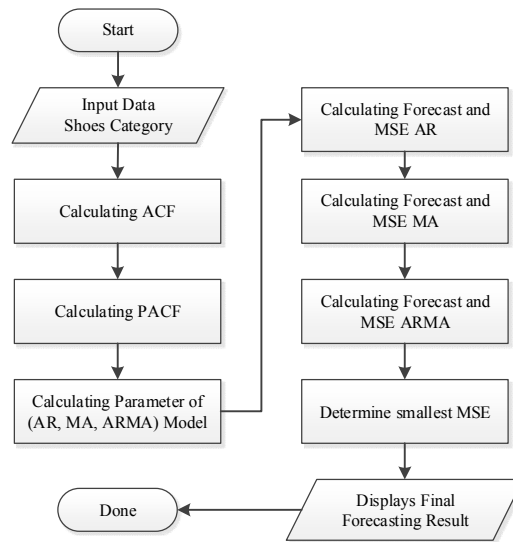 Start
Input Data
Shoes Category
Calculating ACF
Calculating PACF
Calculating Parameter of
(AR, MA, ARMA) Model
Calculating Forecast and
MSE AR
Calculating Forecast and
MSE MA
Calculating Forecast and
MSE ARMA
Determine smallest MSE
Displays Final
Forecasting Result
Done